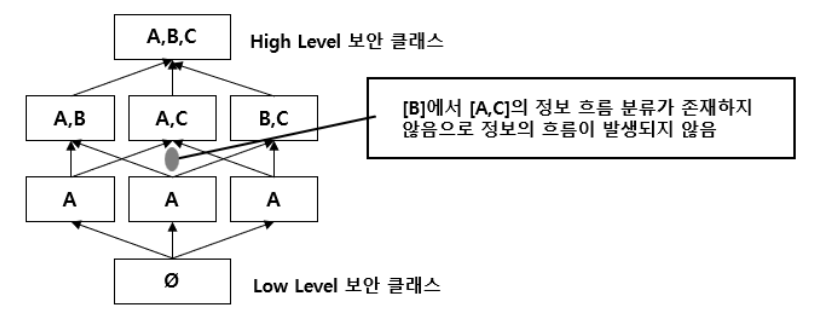 A,B,C
High Level 보안 클래스
A,B
A,C
B,C
[B]에서 [A,C]의 정보 흐름 분류가 존재하지
않음으로 정보의 흐름이 발생되지 않음
A
A
A
Ø
Low Level 보안 클래스